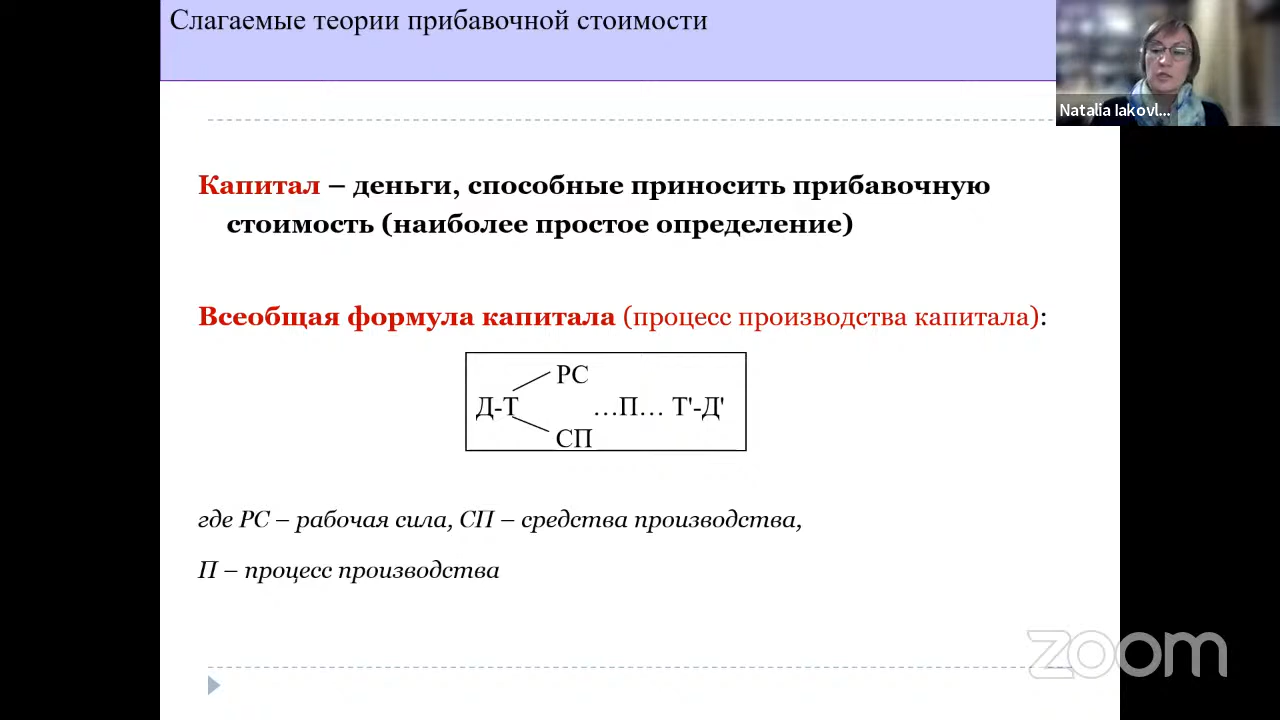 Слагаемые теории прибавочной стоимости
Natalia Iakovl...
Капитал – деньги, способные приносить прибавочную
стоимость (наиболее простое определение)
Всеобщая формула капитала (процесс производства капитала):
РС
Д-Т …П… Т'-Д'
СП
где РС – рабочая сила, СП – средства производства,
П – процесс производства
zoom